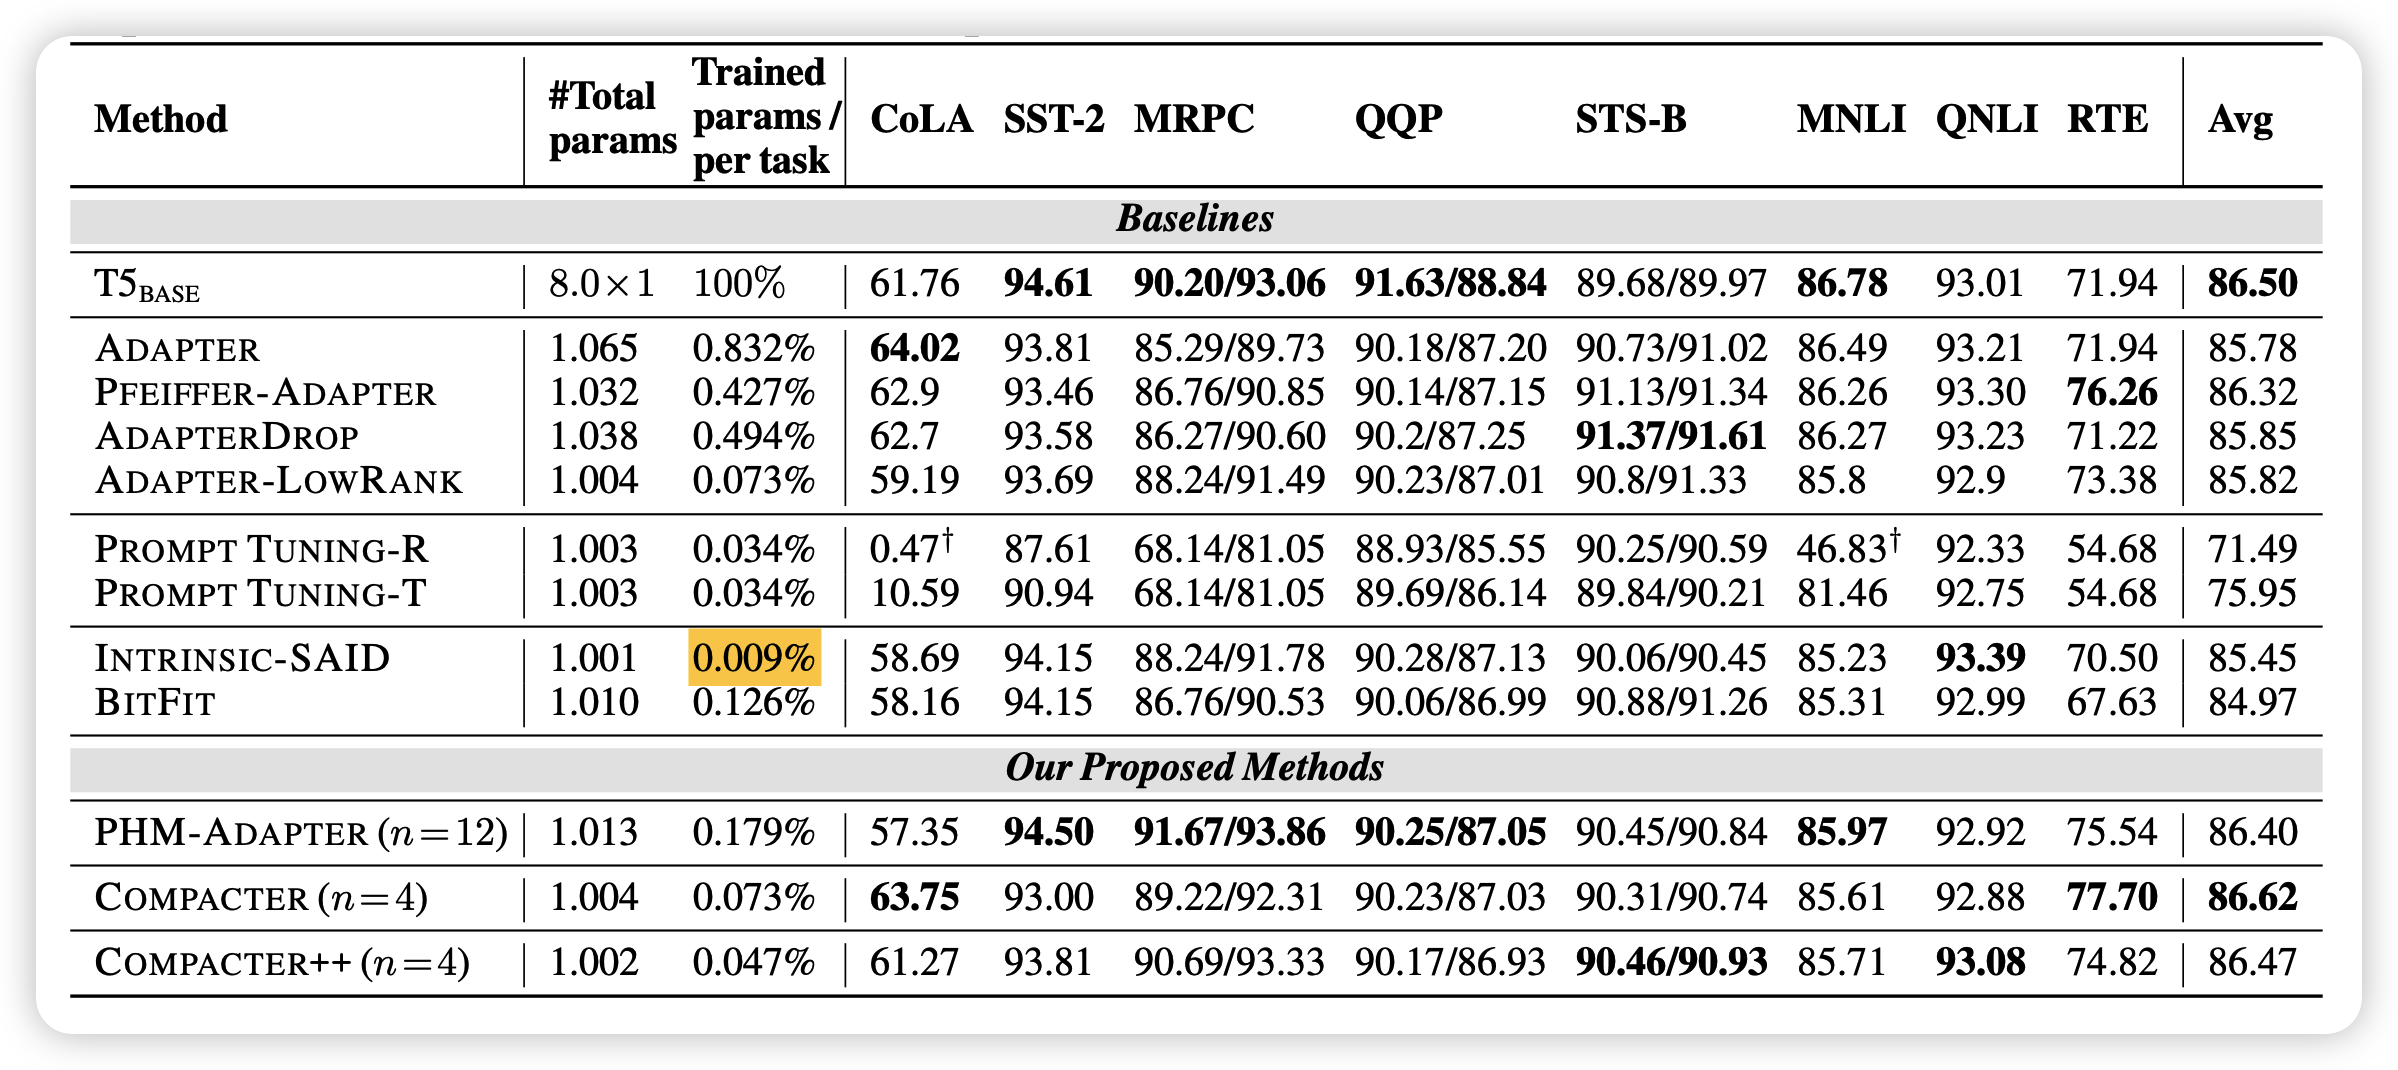 Method #Total params Trained params / per task CoLA SST-2 MRPC QQP STS-B MNLI QNLI RTE Avg
Baselines
T5BASE 8.0×1 100% 61.76 94.61 90.20/93.06 91.63/88.84 89.68/89.97 86.78 93.01 71.94 86.50
ADAPTER 1.065 0.832% 64.02 93.81 85.29/89.73 90.18/87.20 90.73/91.02 86.49 93.21 71.94 85.78
PFEIFFER-ADAPTER 1.032 0.427% 62.9 93.46 86.76/90.85 90.14/87.15 91.13/91.34 86.26 93.30 76.26 86.32
ADAPTERDROP 1.038 0.494% 62.7 93.58 86.27/90.60 90.2/87.25 91.37/91.61 86.27 93.23 71.22 85.85
ADAPTER-LOWRANK 1.004 0.073% 59.19 93.69 88.24/91.49 90.23/87.01 90.8/91.33 85.8 92.9 73.38 85.82
PROMPT TUNING-R 1.003 0.034% 0.47† 87.61 68.14/81.05 88.93/85.55 90.25/90.59 46.83† 92.33 54.68 71.49
PROMPT TUNING-T 1.003 0.034% 10.59 90.94 68.14/81.05 89.69/86.14 89.84/90.21 81.46 92.75 54.68 75.95
INTRINSIC-SAID 1.001 0.009% 58.69 94.15 88.24/91.78 90.28/87.13 90.06/90.45 85.23 93.39 70.50 85.45
BITFIT 1.010 0.126% 58.16 94.15 86.76/90.53 90.06/86.99 90.88/91.26 85.31 92.99 67.63 84.97
Our Proposed Methods
PHM-ADAPTER (n=12) 1.013 0.179% 57.35 94.50 91.67/93.86 90.25/87.05 90.45/90.84 85.97 92.92 75.54 86.40
COMPACTER (n=4) 1.004 0.073% 63.75 93.00 89.22/92.31 90.23/87.03 90.31/90.74 85.61 92.88 77.70 86.62
COMPACTER++ (n=4) 1.002 0.047% 61.27 93.81 90.69/93.33 90.17/86.93 90.46/90.93 85.71 93.08 74.82 86.47